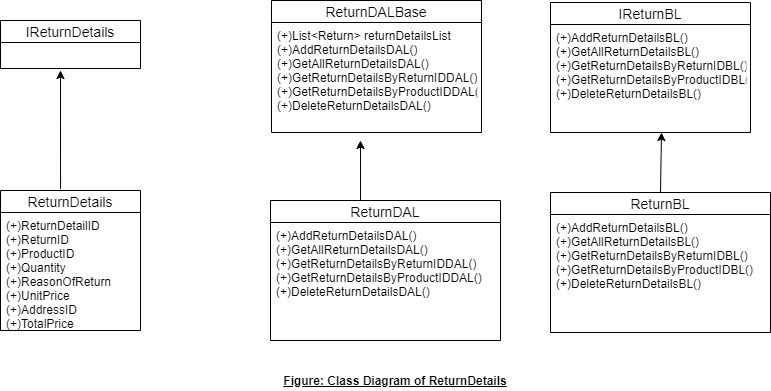 IReturnDetails
ReturnDetails
(+)ReturnDetailID
(+)ReturnID
(+)ProductID
(+)Quantity
(+)ReasonOfReturn
(+)UnitPrice
(+)AddressID
(+)TotalPrice
ReturnDALBase
(+)List<Return> returnDetailsList
(+)AddReturnDetailsDAL()
(+)GetAllReturnDetailsDAL()
(+)GetReturnDetailsByReturnIDDAL()
(+)GetReturnDetailsByProductIDDAL(
(+)DeleteReturnDetailsDAL()
ReturnDAL
(+)AddReturnDetailsDAL()
(+)GetAllReturnDetailsDAL()
(+)GetReturnDetailsByReturnIDDAL()
(+)GetReturnDetailsByProductIDDAL()
(+)DeleteReturnDetailsDAL()
IReturnBL
(+)AddReturnDetailsBL()
(+)GetAllReturnDetailsBL()
(+)GetReturnDetailsByReturnIDBL()
(+)GetReturnDetailsByProductIDBL(
(+)DeleteReturnDetailsBL()
ReturnBL
(+)AddReturnDetailsBL()
(+)GetAllReturnDetailsBL()
(+)GetReturnDetailsByReturnIDBL()
(+)GetReturnDetailsByProductIDBL()
(+)DeleteReturnDetailsBL()
Figure: Class Diagram of ReturnDetails